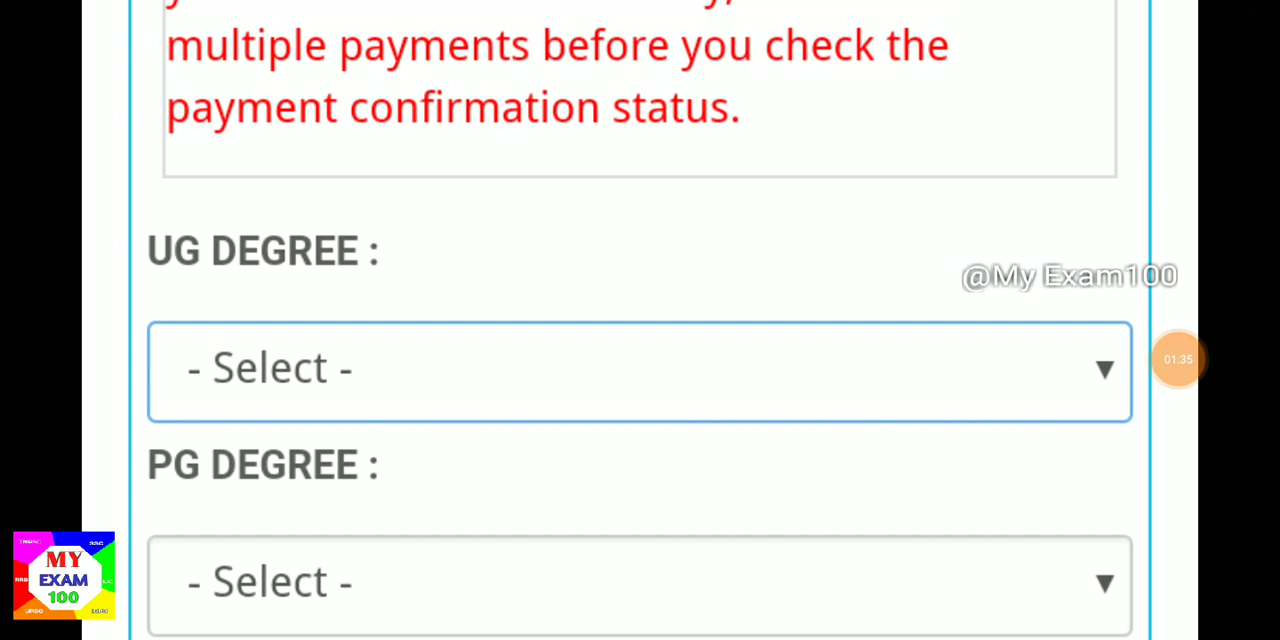 multiple payments before you check the
payment confirmation status.
UG DEGREE :
@My Exam100
- Select -
01:35
PG DEGREE :
- Select -
MY
EXAM
100